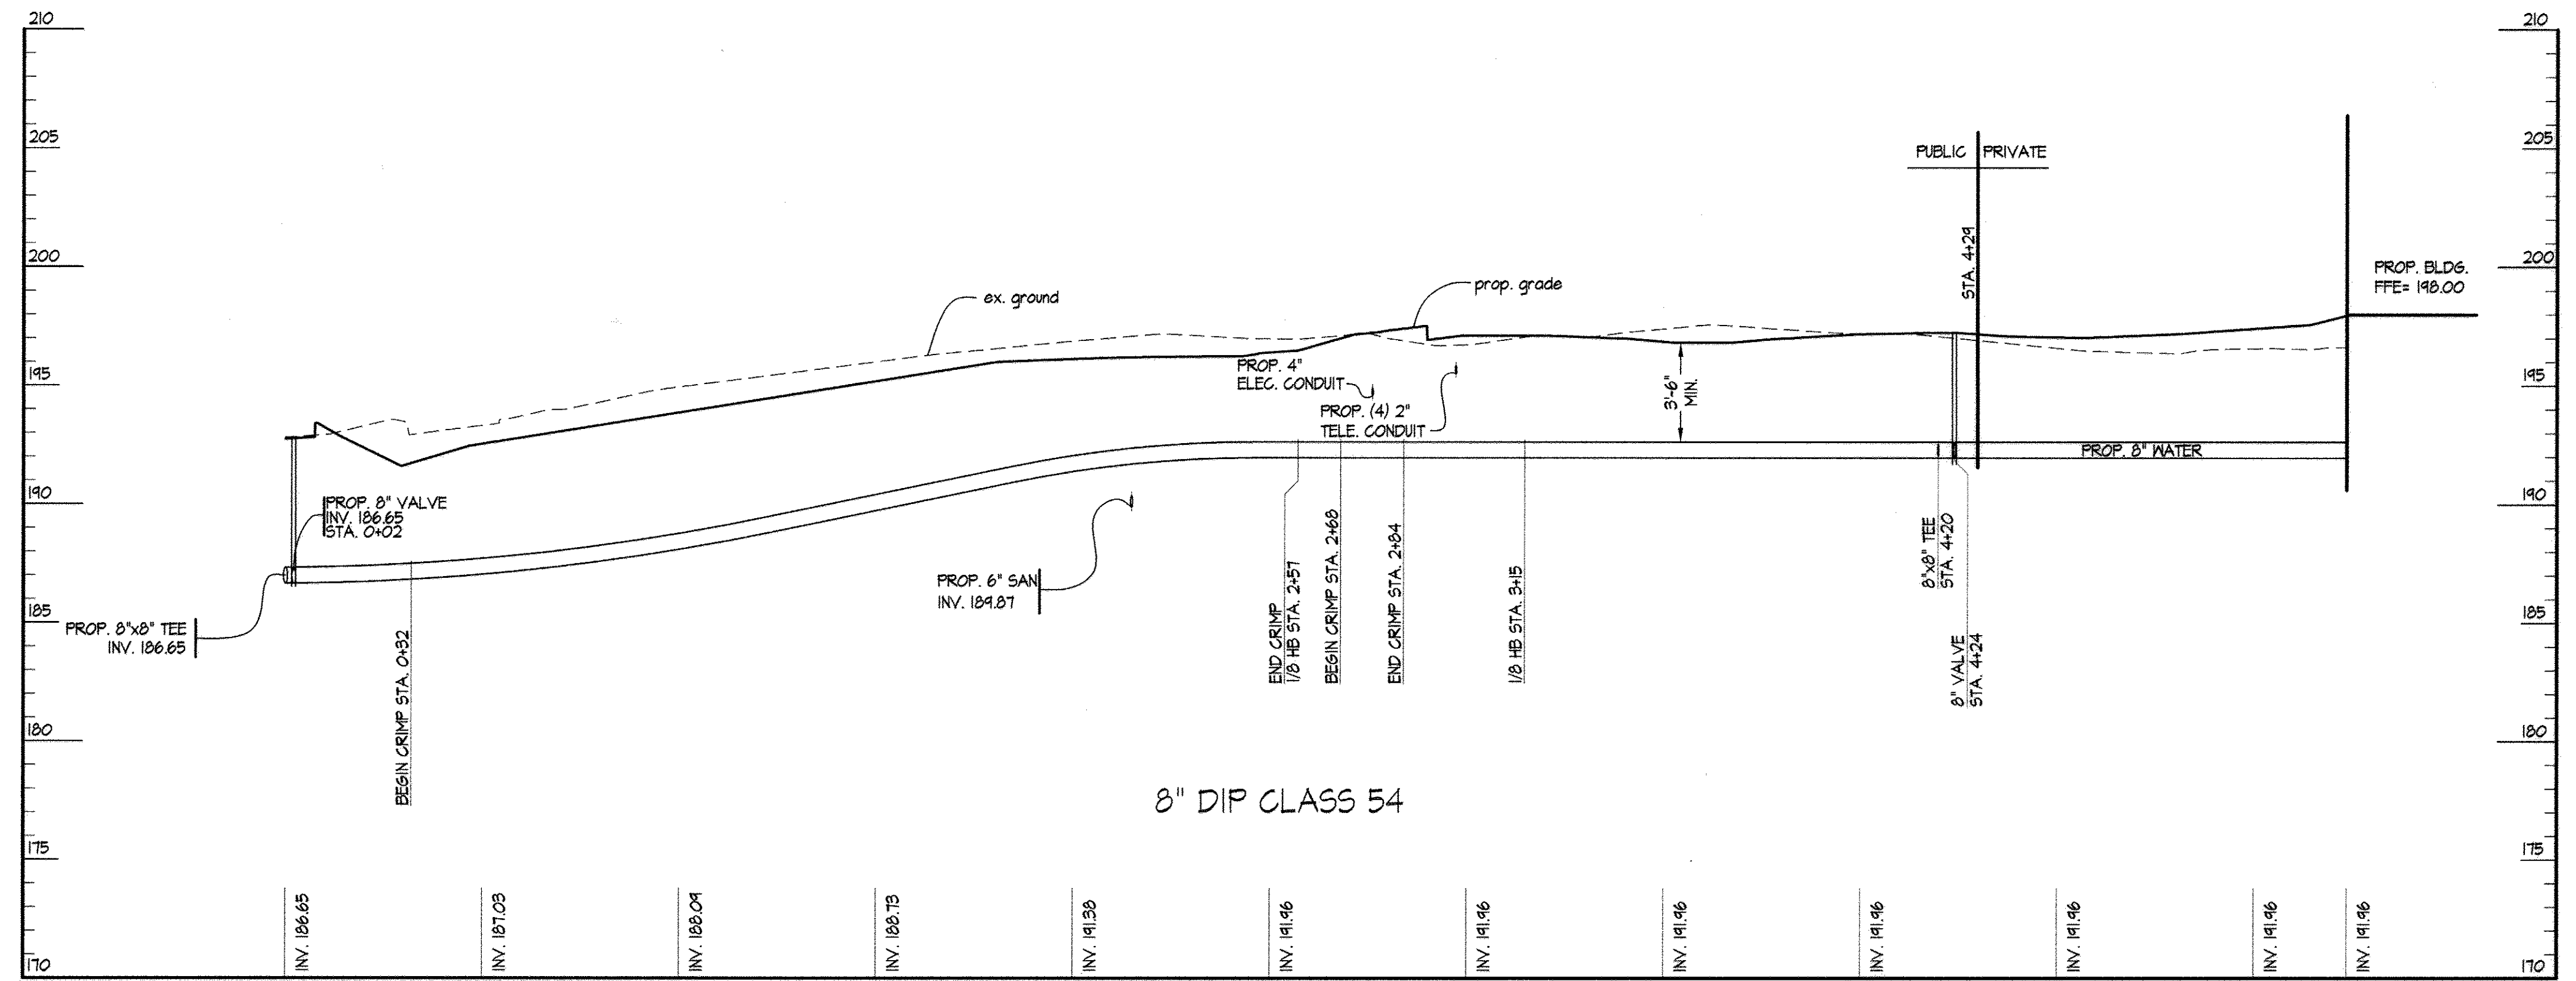 210
210
205
205
PUBLIC
PRIVATE
STA. 4+29
200
200
PROP. BLDG.
FFE= 198.00
ex. ground
prop. grade
195
195
PROP. 4"
ELEC. CONDUIT
PROP. (4) 2"
TELE. CONDUIT
3'-6"
MIN.
PROP. 8" WATER
190
190
PROP. 8" VALVE
INV. 186.65
STA. 0+02
PROP. 6" SAN
INV. 189.87
185
185
PROP. 8"x8" TEE
INV. 186.65
BEGIN CRIMP STA. 0+32
END CRIMP
1/8 HB STA. 2+57
BEGIN CRIMP STA. 2+68
END CRIMP STA. 2+84
1/8 HB STA. 3+15
8"x8" TEE
STA. 4+20
8" VALVE
STA. 4+24
180
180
8" DIP CLASS 54
175
175
170
170
INV. 186.65
INV. 187.03
INV. 188.09
INV. 188.73
INV. 191.38
INV. 191.96
INV. 191.96
INV. 191.96
INV. 191.96
INV. 191.96
INV. 191.96
INV. 191.96